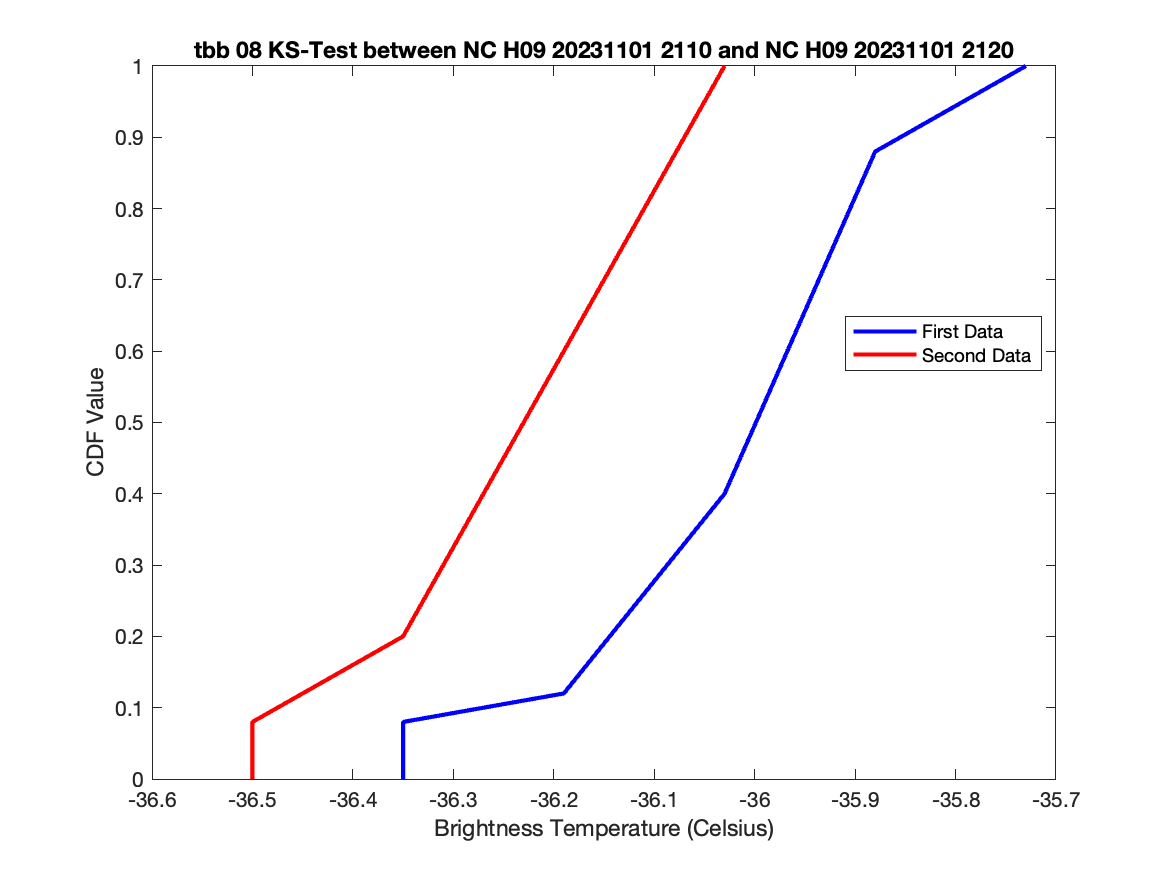 tbb 08 KS-Test between NC H09 20231101 2110 and NC H09 20231101 2120
1
0.9
0.8
0.7
0.6
0.5
0.4
0.3
0.2
0.1
0
CDF Value
First Data
Second Data
-36.6 -36.5 -36.4 -36.3 -36.2 -36.1 -36 -35.9 -35.8 -35.7
Brightness Temperature (Celsius)